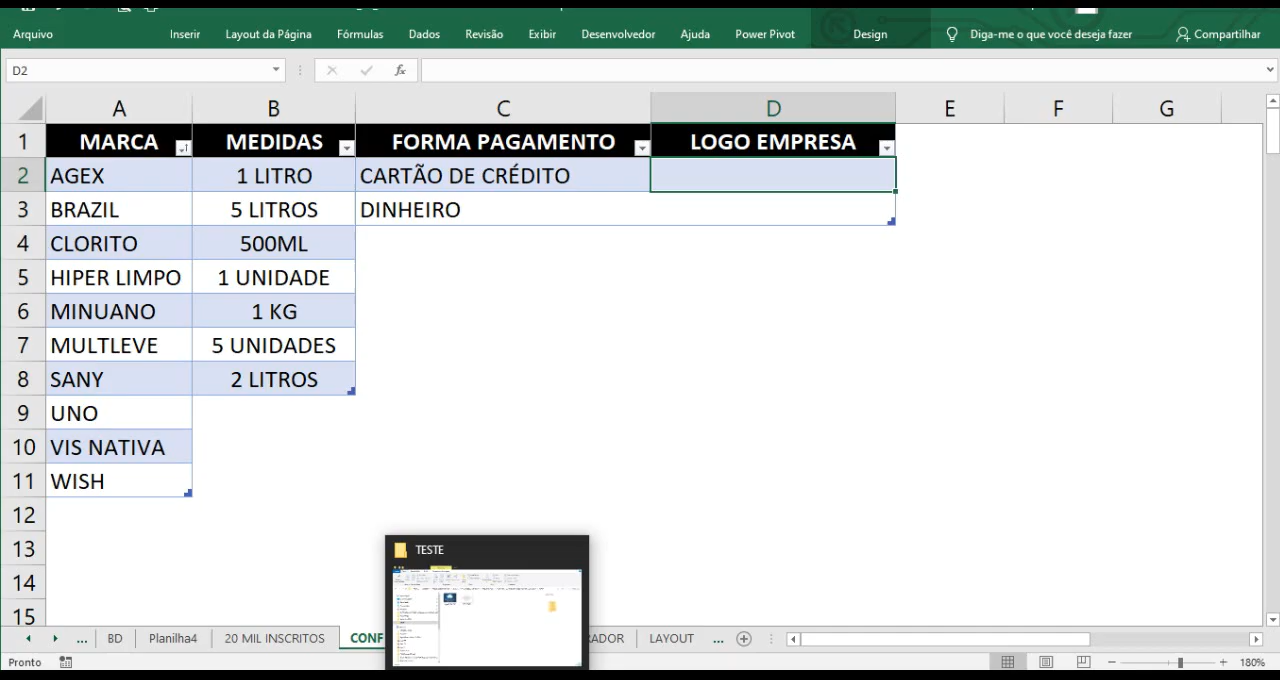 Arquivo Inserir Layout da Página Fórmulas Dados Revisão Exibir Desenvolvedor Ajuda Power Pivot Design Diga-me o que você deseja fazer Compartilhar
D2 fx
A B C D E F G
1 MARCA MEDIDAS FORMA PAGAMENTO LOGO EMPRESA
2 AGEX 1 LITRO CARTÃO DE CRÉDITO
3 BRAZIL 5 LITROS DINHEIRO
4 CLORITO 500ML
5 HIPER LIMPO 1 UNIDADE
6 MINUANO 1 KG
7 MULTLEVE 5 UNIDADES
8 SANY 2 LITROS
9 UNO
10 VIS NATIVA
11 WISH
12
13
14
15
TESTE
... BD Planilha4 20 MIL INSCRITOS CONF RADOR LAYOUT ...
Pronto 180%